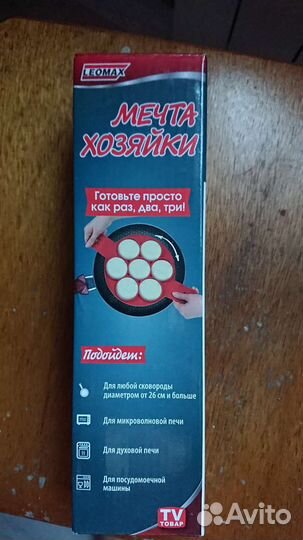 LEOMAX
МЕЧТА
ХОЗЯЙКИ
Готовьте просто
как раз, два, три!
Подойдет:
Для любой сковороды
диаметром от 26 см и больше
Для микроволновой печи
Для духовой печи
Для посудомоечной
машины
TV
ТОВАР
Avito